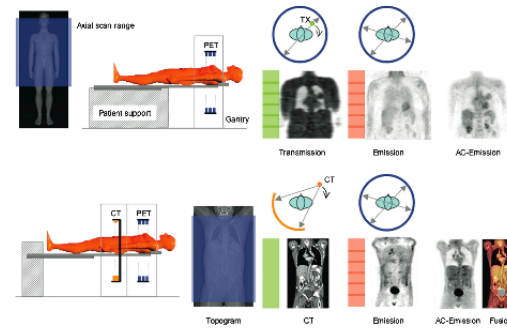 Axial scan range
PET
TX
Patient support
Gantry
Transmission
Emission
AC-Emission
CT
PET
CT
Topogram
CT
Emission
AC-Emission
Fusi